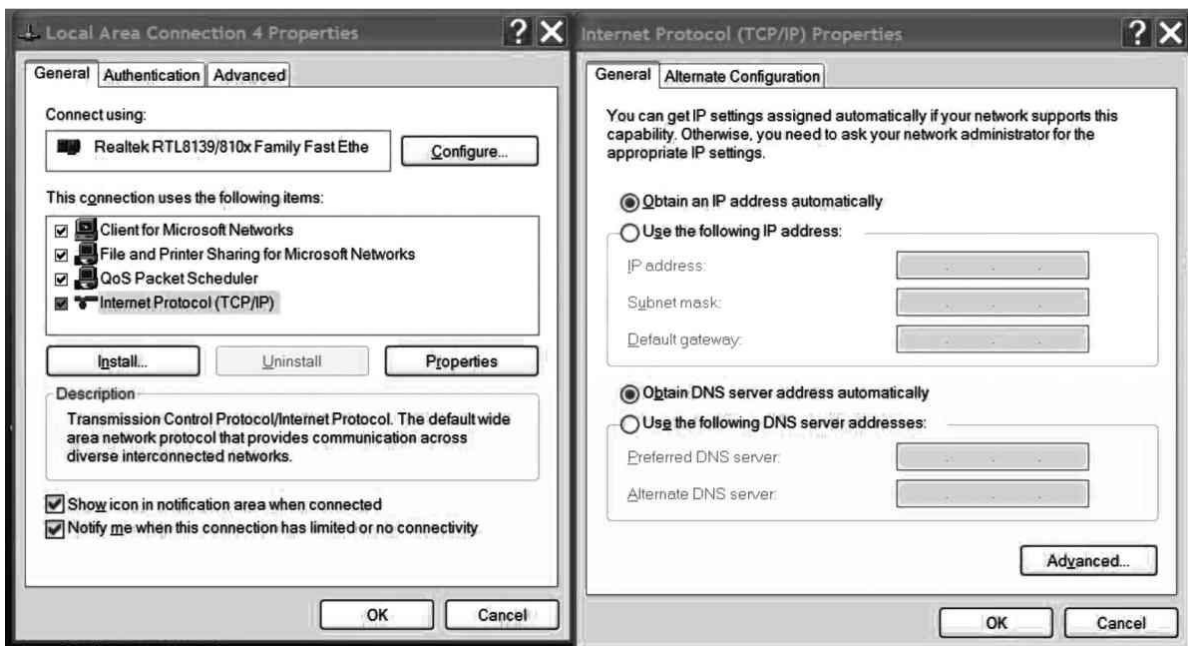 Local Area Connection 4 Properties
General Authentication Advanced
Connect using:
Realtek RTL8139/810x Family Fast Ethe
Configure...
This connection uses the following items:
Client for Microsoft Networks
File and Printer Sharing for Microsoft Networks
QoS Packet Scheduler
Internet Protocol (TCP/IP)
Install... Uninstall Properties
Description
Transmission Control Protocol/Internet Protocol. The default wide
area network protocol that provides communication across
diverse interconnected networks.
Show icon in notification area when connected
Notify me when this connection has limited or no connectivity
OK Cancel
Internet Protocol (TCP/IP) Properties
General Alternate Configuration
You can get IP settings assigned automatically if your network supports this
capability. Otherwise, you need to ask your network administrator for the
appropriate IP settings.
Obtain an IP address automatically
Use the following IP address:
IP address:
Subnet mask:
Default gateway:
Obtain DNS server address automatically
Use the following DNS server addresses:
Preferred DNS server:
Alternate DNS server:
Advanced...
OK Cancel